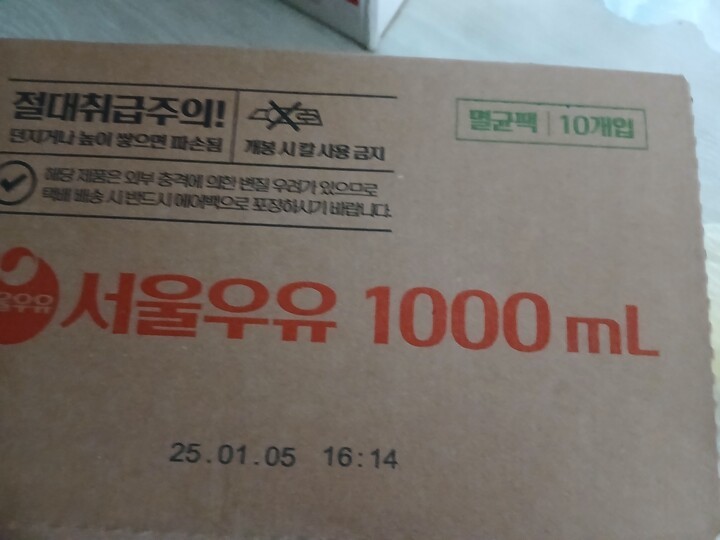 절대취급주의!
던지거나 높이 쌓으면 파손됨
개봉 시 칼 사용 금지
멸균팩 | 10개입
해당 제품은 외부 충격에 의한 변질 우려가 있으므로
택배 배송 시 반드시 에어백으로 포장하시기 바랍니다.
서울우유 1000 mL
25.01.05 16:14